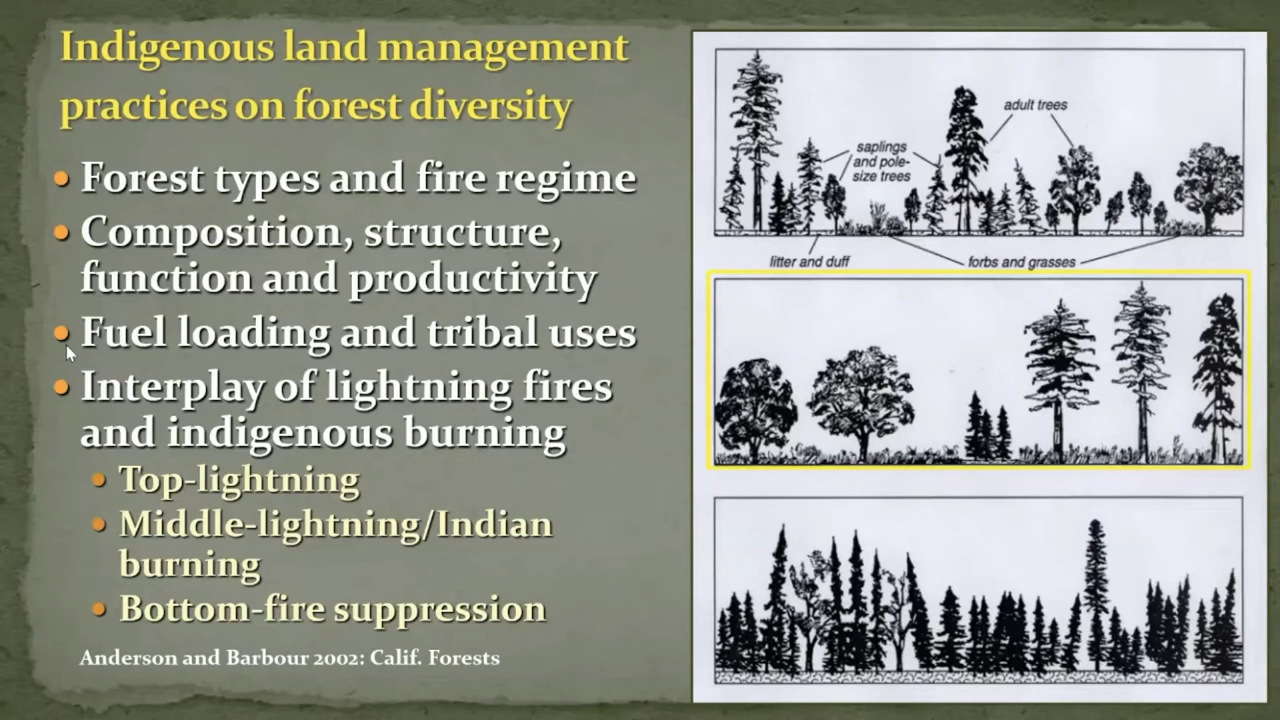 Indigenous land management
practices on forest diversity
• Forest types and fire regime
• Composition, structure,
function and productivity
• Fuel loading and tribal uses
• Interplay of lightning fires
and indigenous burning
• Top-lightning
• Middle-lightning/Indian
burning
• Bottom-fire suppression
Anderson and Barbour 2002: Calif. Forests
adult trees
saplings
and pole-
size trees
litter and duff
forbs and grasses